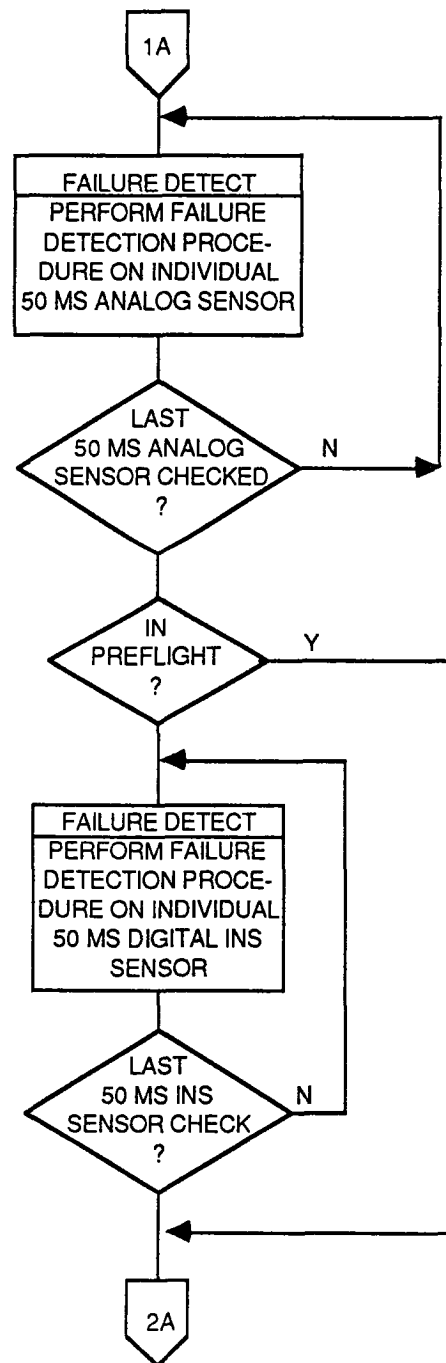 1A
FAILURE DETECT
PERFORM FAILURE
DETECTION PROCE-
DURE ON INDIVIDUAL
50 MS ANALOG SENSOR
LAST
50 MS ANALOG
SENSOR CHECKED
?
N
IN
PREFLIGHT
?
Y
FAILURE DETECT
PERFORM FAILURE
DETECTION PROCE-
DURE ON INDIVIDUAL
50 MS DIGITAL INS
SENSOR
LAST
50 MS INS
SENSOR CHECK
?
N
2A